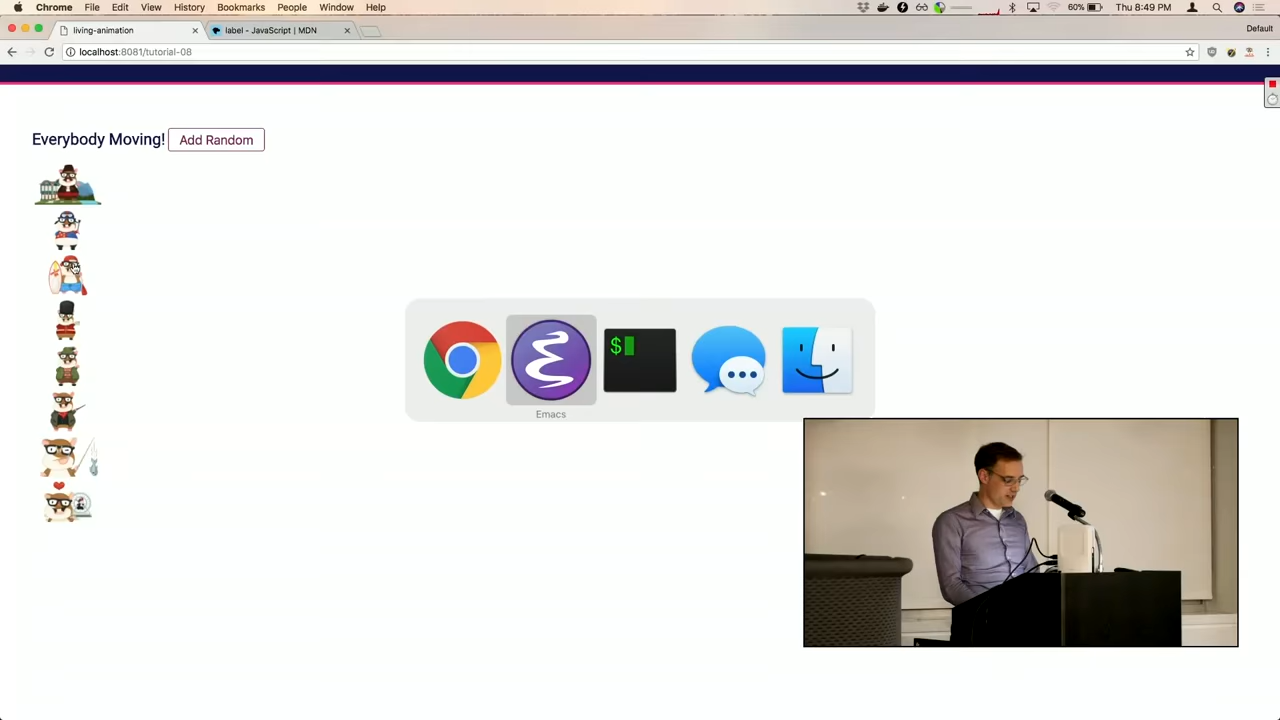 Chrome File Edit View History Bookmarks People Window Help 60% Thu 8:49 PM
living-animation label - JavaScript | MDN Default
localhost:8081/tutorial-08
Everybody Moving! Add Random
$
Emacs